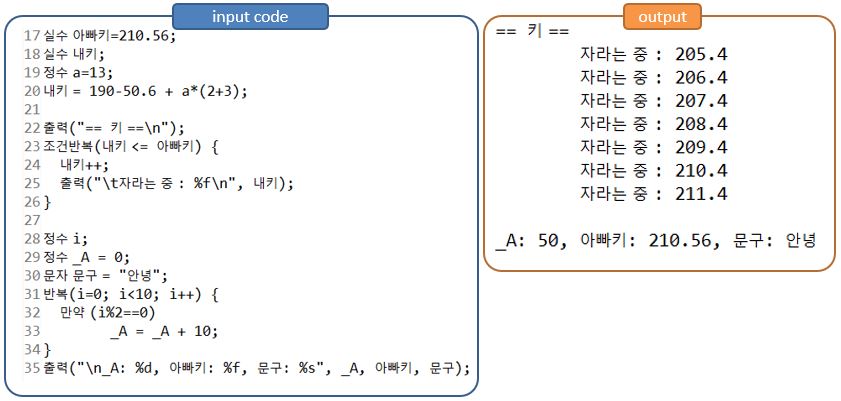 input code
17 실수 아빠키=210.56;
18 실수 내키;
19 정수 a=13;
20 내키 = 190-50.6 + a*(2+3);
21
22 출력("== 키 ==\n");
23 조건반복(내키 <= 아빠키) {
24 내키++;
25 출력("\t자라는 중 : %f\n", 내키);
26 }
27
28 정수 i;
29 정수 _A = 0;
30 문자 문구 = "안녕";
31 반복(i=0; i<10; i++) {
32 만약 (i%2==0)
33 _A = _A + 10;
34 }
35 출력("\n_A: %d, 아빠키: %f, 문구: %s", _A, 아빠키, 문구);
output
== 키 ==
자라는 중 : 205.4
자라는 중 : 206.4
자라는 중 : 207.4
자라는 중 : 208.4
자라는 중 : 209.4
자라는 중 : 210.4
자라는 중 : 211.4
_A: 50, 아빠키: 210.56, 문구: 안녕